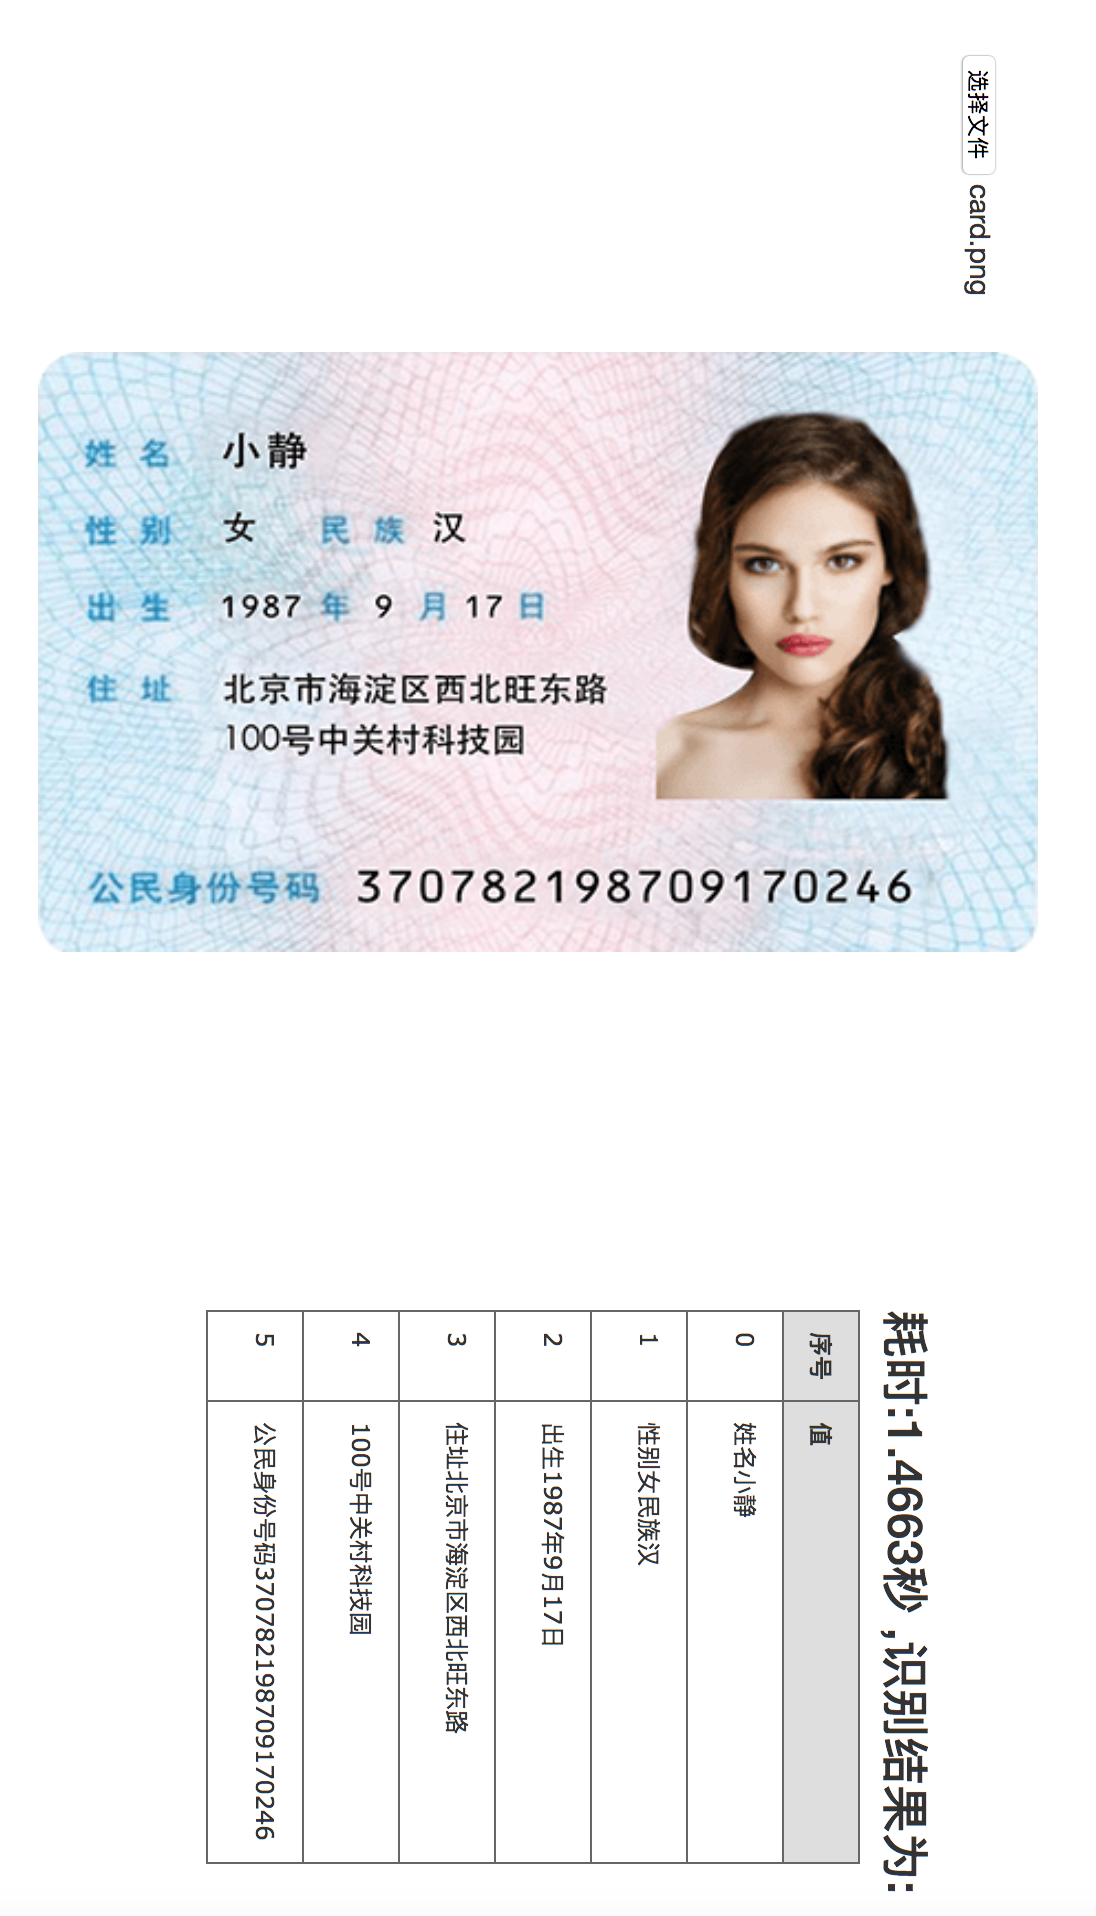 选择文件 card.png
姓名 小静
性别 女 民族 汉
出生 1987 年 9 月 17 日
住址 北京市海淀区西北旺东路
100号中关村科技园
公民身份号码 370782198709170246
耗时:1.4663秒 ,识别结果为:
序号 值
0 姓名小静
1 性别女民族汉
2 出生1987年9月17日
3 住址北京市海淀区西北旺东路
4 100号中关村科技园
5 公民身份号码370782198709170246